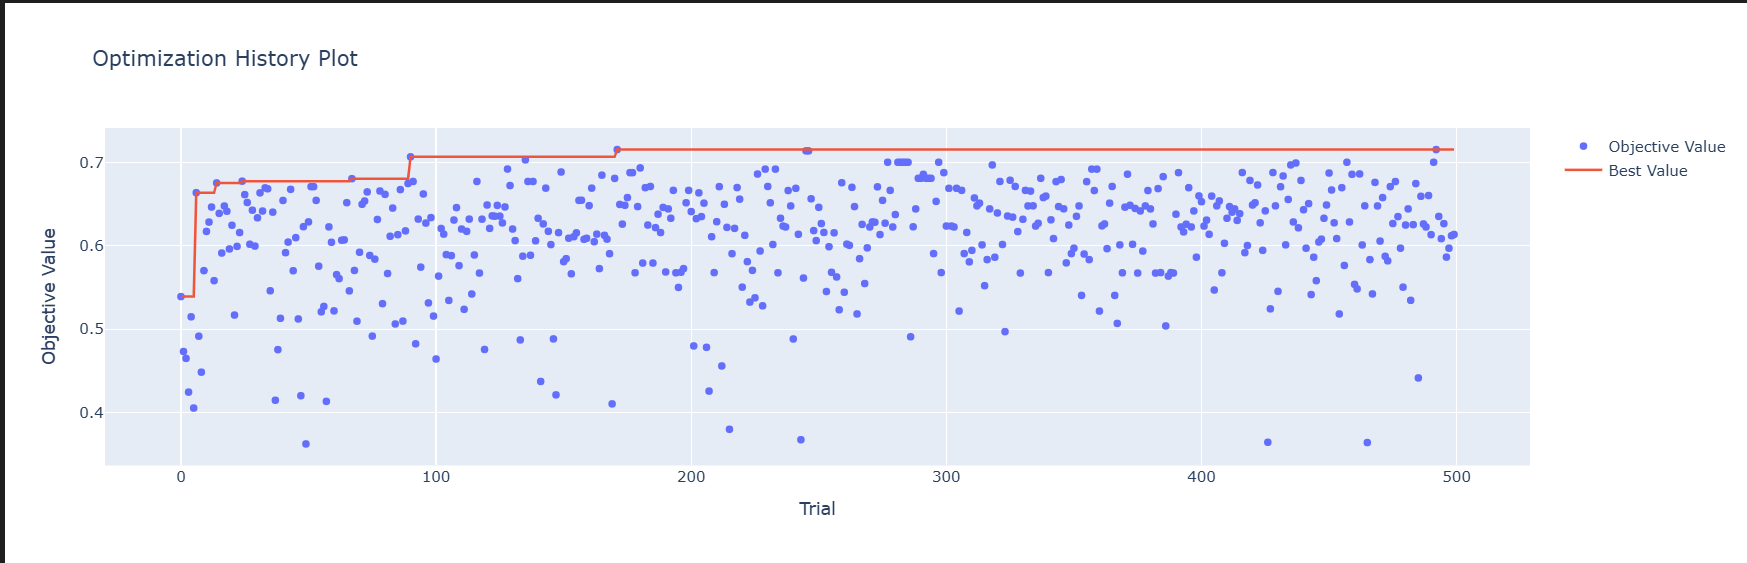 Optimization History Plot
Objective Value
Best Value
0.7
0.6
0.5
0.4
Objective Value
0 100 200 300 400 500
Trial